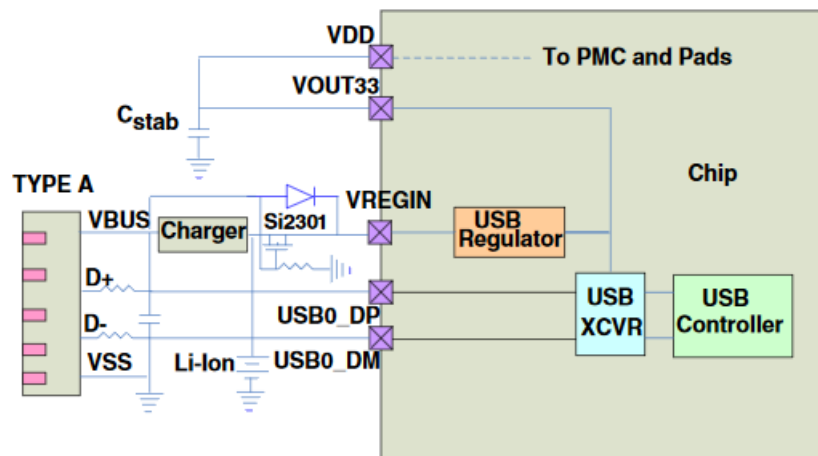 VDD
To PMC and Pads
VOUT33
Cstab
Chip
TYPE A
VBUS
Charger
Si2301
VREGIN
USB
Regulator
D+
USB0_DP
USB
XCVR
USB
Controller
D-
VSS
Li-Ion
USB0_DM